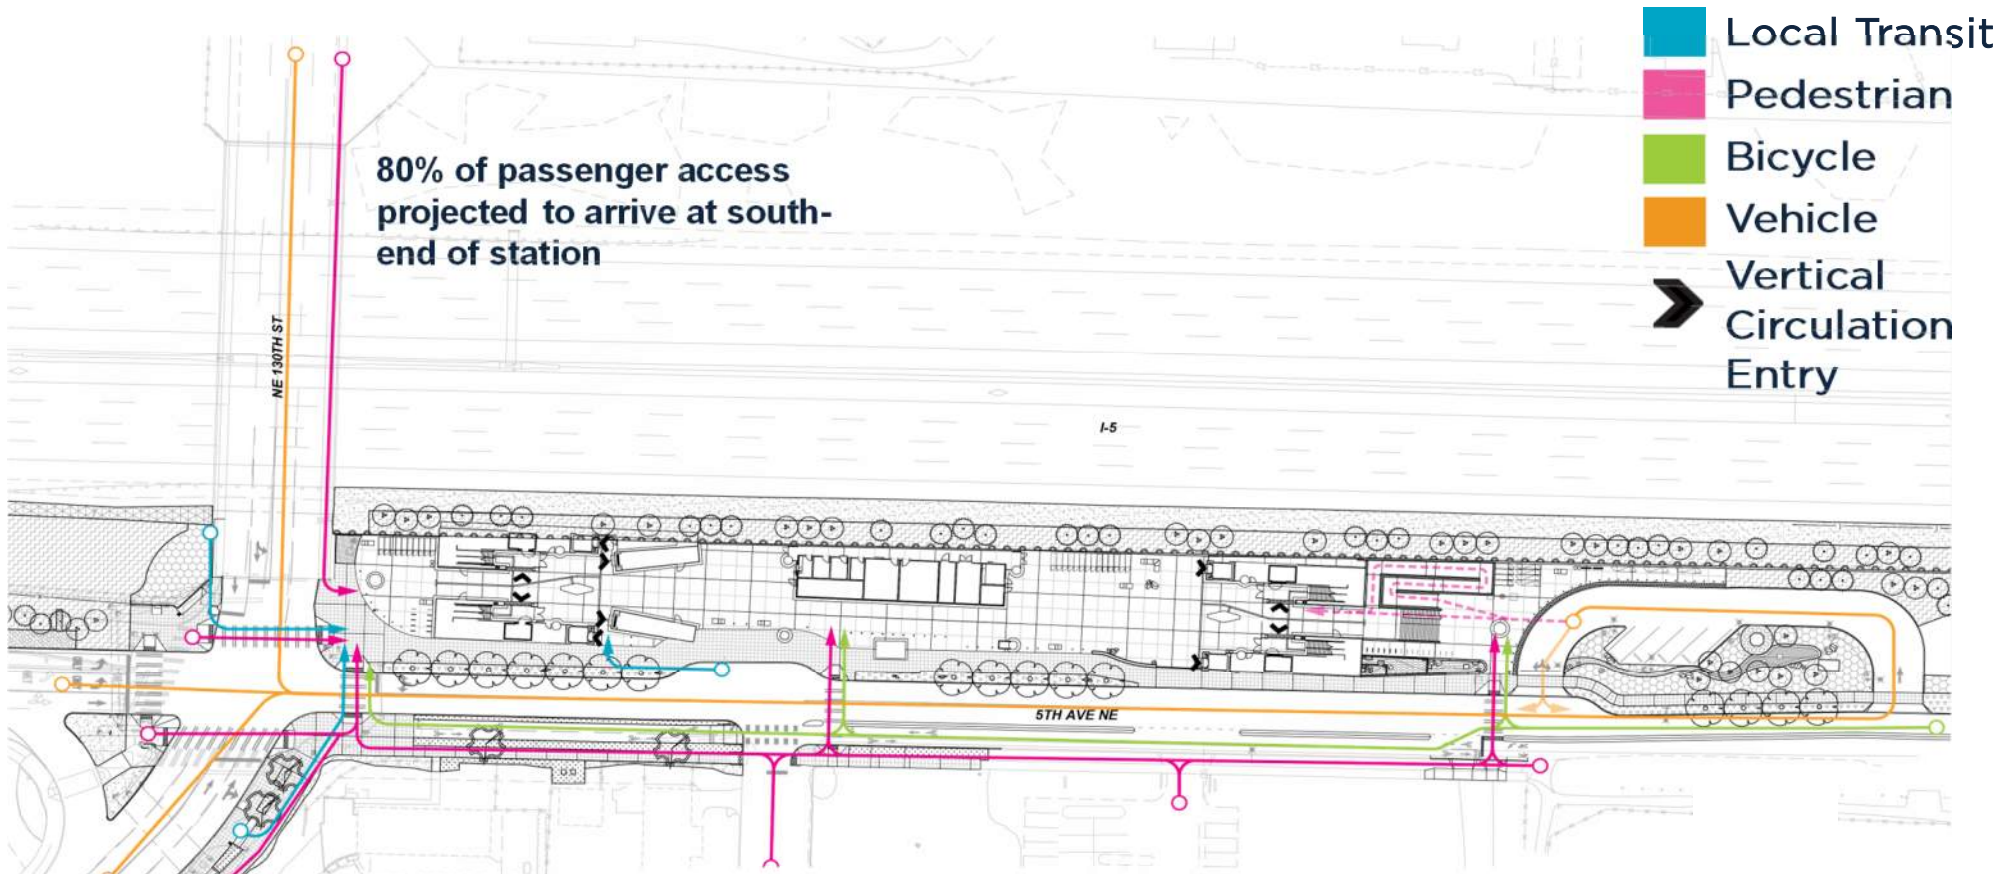 Local Transit
Pedestrian
Bicycle
Vehicle
Vertical
Circulation
Entry
80% of passenger access
projected to arrive at south-
end of station
NE 130TH ST
I-5
5TH AVE NE